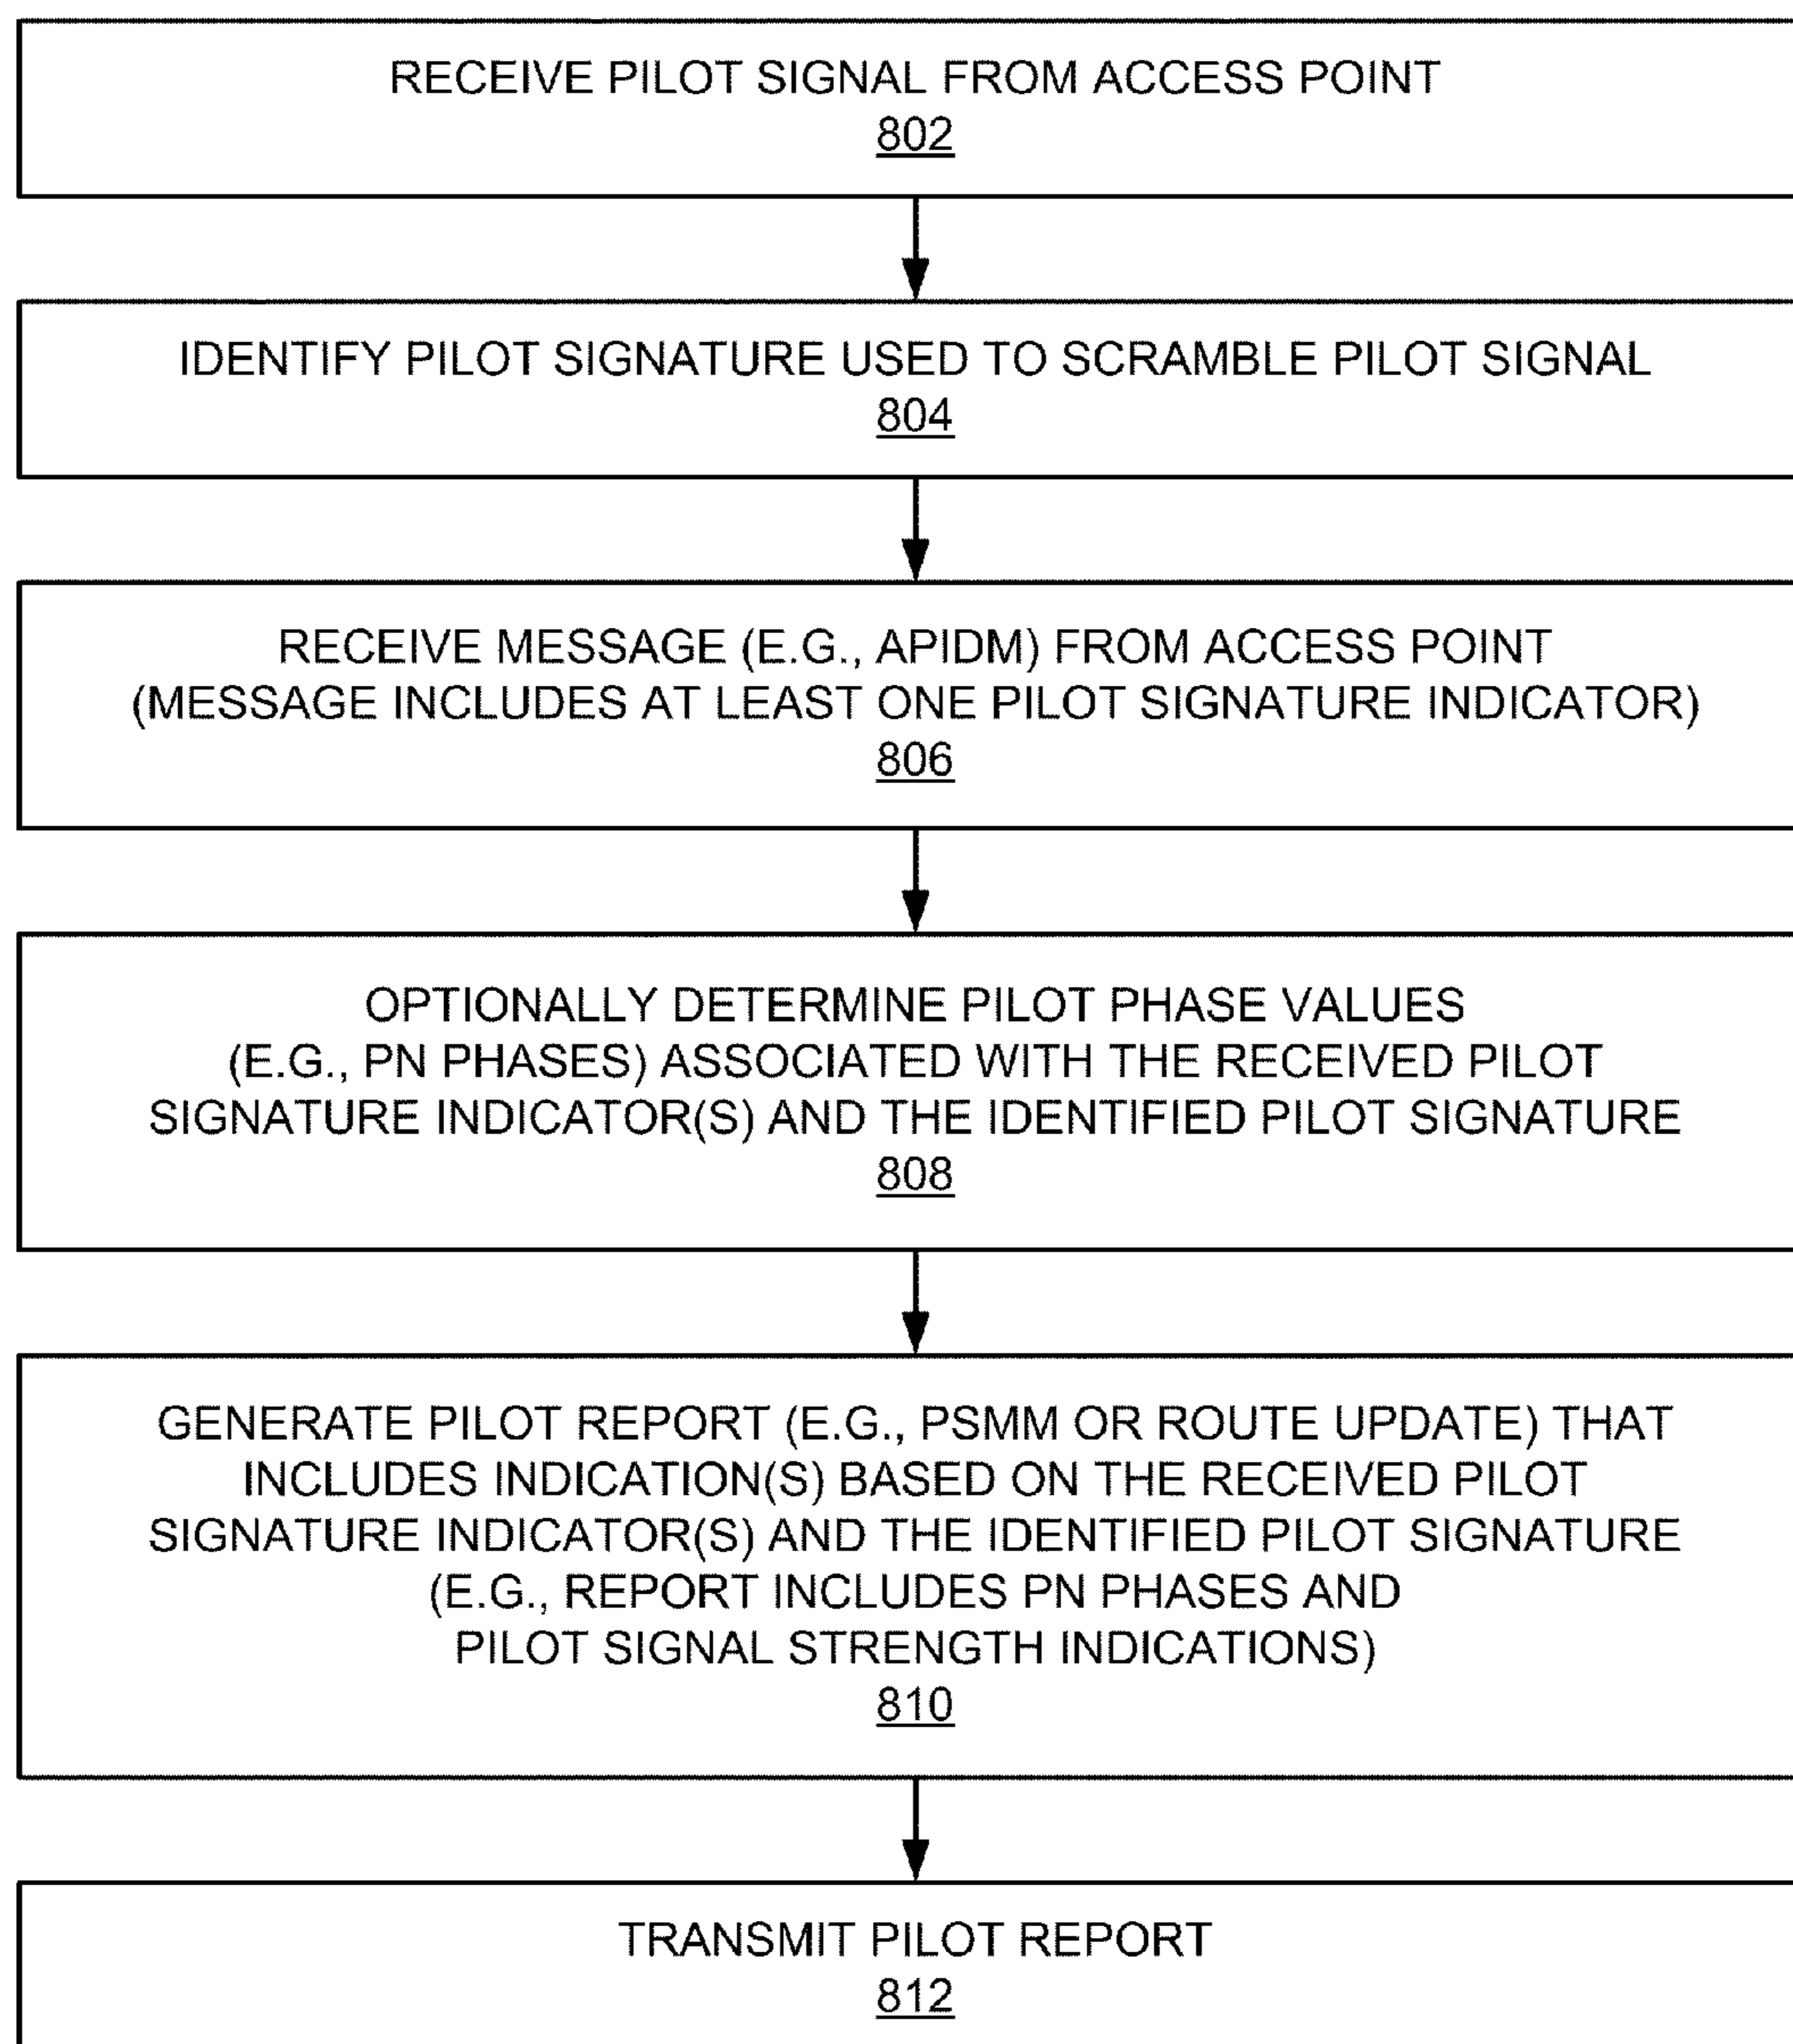 RECEIVE PILOT SIGNAL FROM ACCESS POINT
802
IDENTIFY PILOT SIGNATURE USED TO SCRAMBLE PILOT SIGNAL
804
RECEIVE MESSAGE (E.G., APIDM) FROM ACCESS POINT
(MESSAGE INCLUDES AT LEAST ONE PILOT SIGNATURE INDICATOR)
806
OPTIONALLY DETERMINE PILOT PHASE VALUES
(E.G., PN PHASES) ASSOCIATED WITH THE RECEIVED PILOT
SIGNATURE INDICATOR(S) AND THE IDENTIFIED PILOT SIGNATURE
808
GENERATE PILOT REPORT (E.G., PSMM OR ROUTE UPDATE) THAT
INCLUDES INDICATION(S) BASED ON THE RECEIVED PILOT
SIGNATURE INDICATOR(S) AND THE IDENTIFIED PILOT SIGNATURE
(E.G., REPORT INCLUDES PN PHASES AND
PILOT SIGNAL STRENGTH INDICATIONS)
810
TRANSMIT PILOT REPORT
812